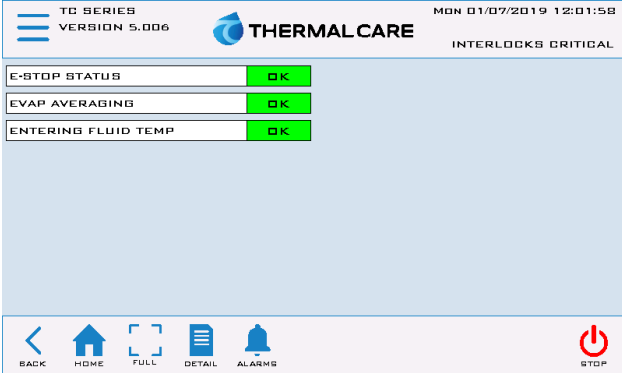 TC SERIES
VERSION 5.006
THERMALCARE
MON 01/07/2019 12:01:58
INTERLOCKS CRITICAL
E-STOP STATUS OK
EVAP AVERAGING OK
ENTERING FLUID TEMP OK
BACK HOME FULL DETAIL ALARMS STOP